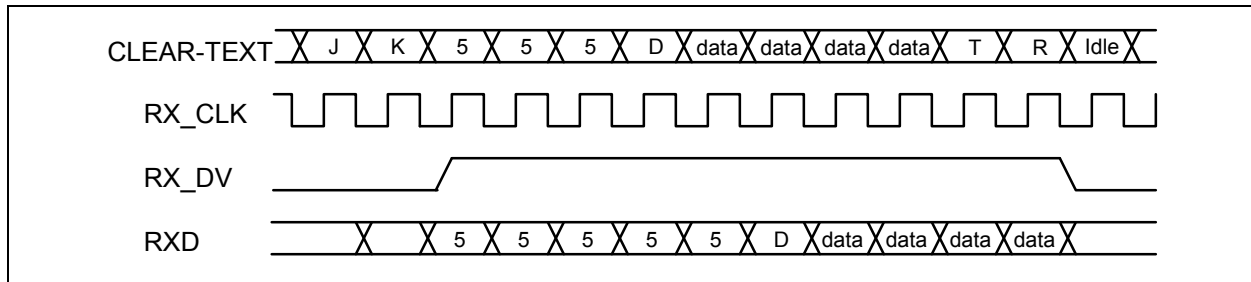 CLEAR-TEXT J K 5 5 5 D data data data data T R Idle
RX_CLK
RX_DV
RXD 5 5 5 5 5 D data data data data